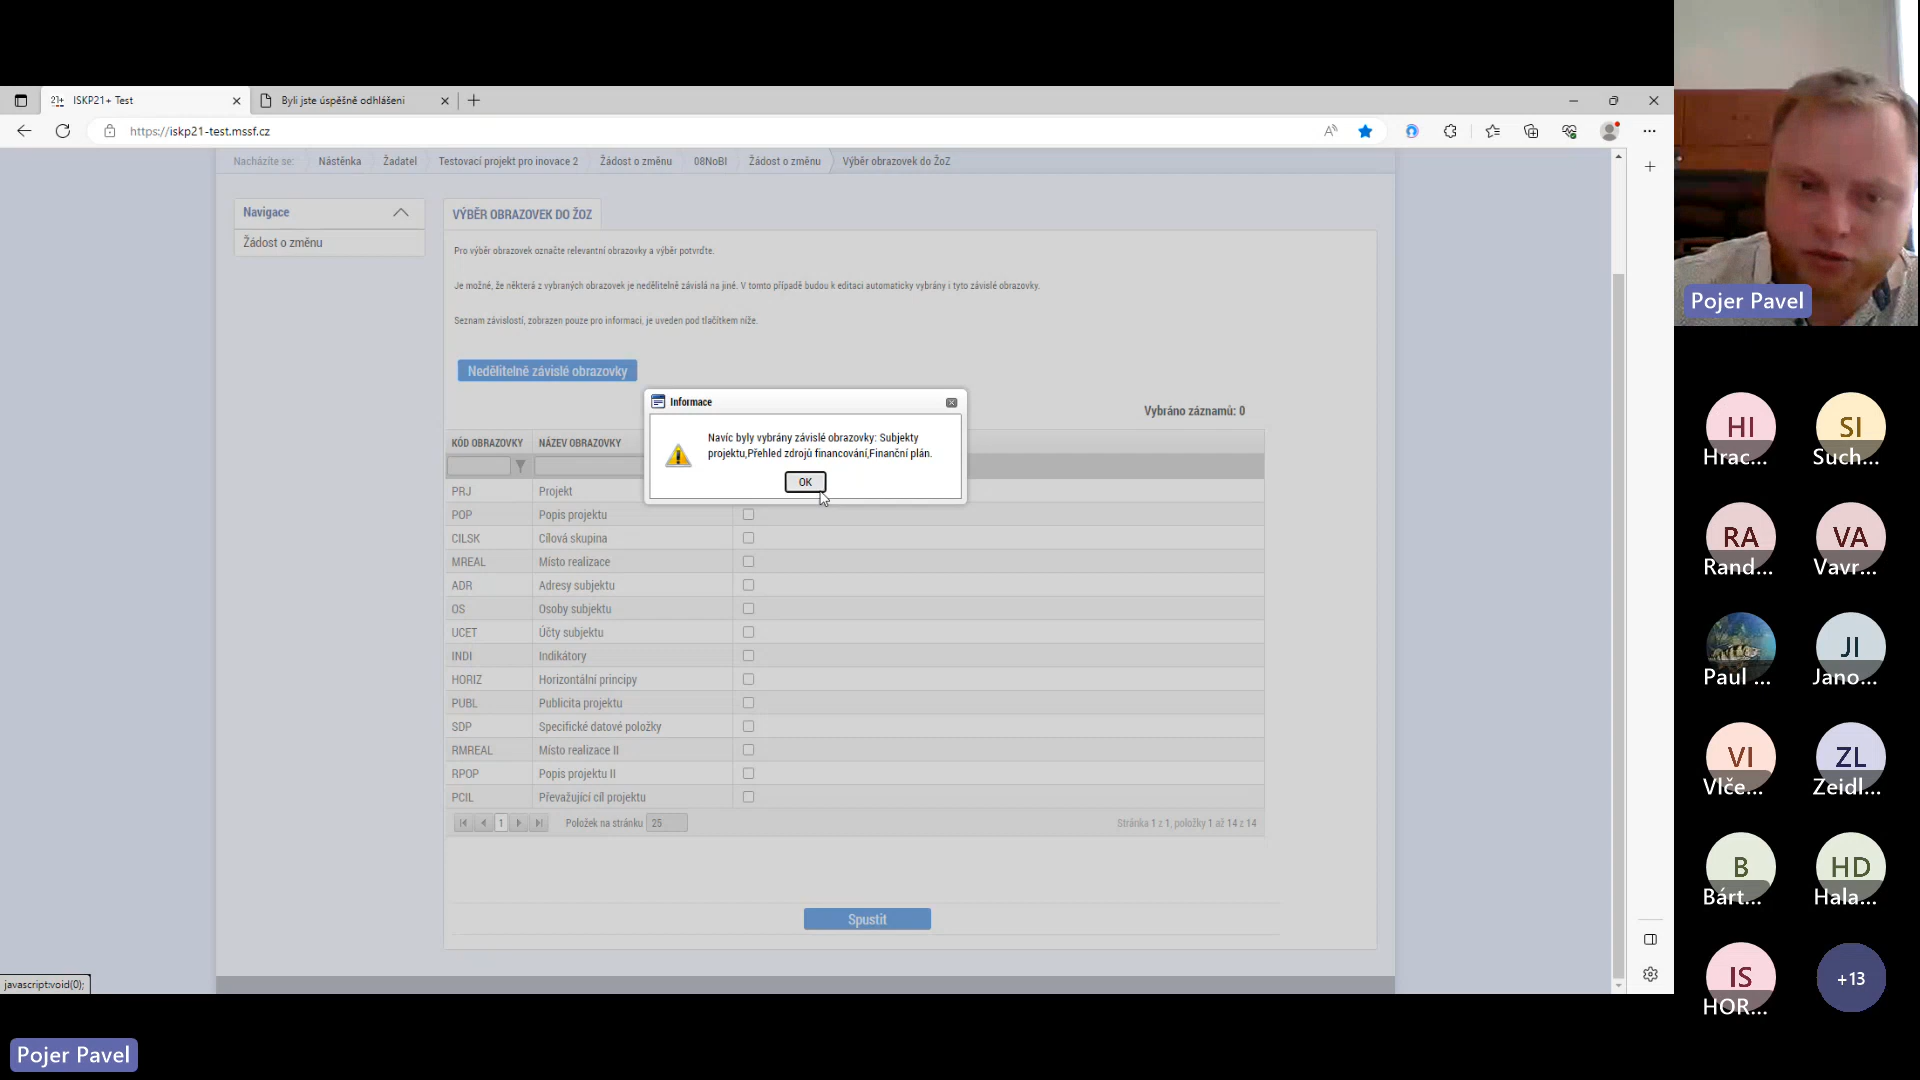 ISKP21+ Test
Byli jste úspěšně odhlášeni
https://iskp21-test.mssf.cz
Nacházíte se: Nástěnka Žadatel Testovací projekt pro inovace 2 Žádost o změnu 08NoBI Žádost o změnu Výběr obrazovek do ŽoZ
Navigace
Žádost o změnu
VÝBĚR OBRAZOVEK DO ŽOZ
Pro výběr obrazovek označte relevantní obrazovky a výběr potvrďte.
Je možné, že některá z vybraných obrazovek je nedělitelně závislá na jiné. V tomto případě budou k editaci automaticky vybrány i tyto závislé obrazovky.
Seznam závislostí, zobrazen pouze pro informaci, je uveden pod tlačítkem níže.
Nedělitelně závislé obrazovky
Vybráno záznamů: 0
Informace
Navíc byly vybrány závislé obrazovky: Subjekty
projektu,Přehled zdrojů financování,Finanční plán.
OK
KÓD OBRAZOVKY NÁZEV OBRAZOVKY
PRJ Projekt
POP Popis projektu
CILSK Cílová skupina
MREAL Místo realizace
ADR Adresy subjektu
OS Osoby subjektu
UCET Účty subjektu
INDI Indikátory
HORIZ Horizontální principy
PUBL Publicita projektu
SDP Specifické datové položky
RMREAL Místo realizace II
RPOP Popis projektu II
PCIL Převažující cíl projektu
1 Položek na stránku 25 Stránka 1 z 1, položky 1 až 14 z 14
Spustit
javascript:void(0);
Pojer Pavel
Pojer Pavel
HI SI
Hrac... Such...
RA VA
Rand... Vavr...
JI
Paul ... Jano...
VI ZL
Vlče... Zeidl...
B HD
Bárt... Hala...
IS +13
HOR...